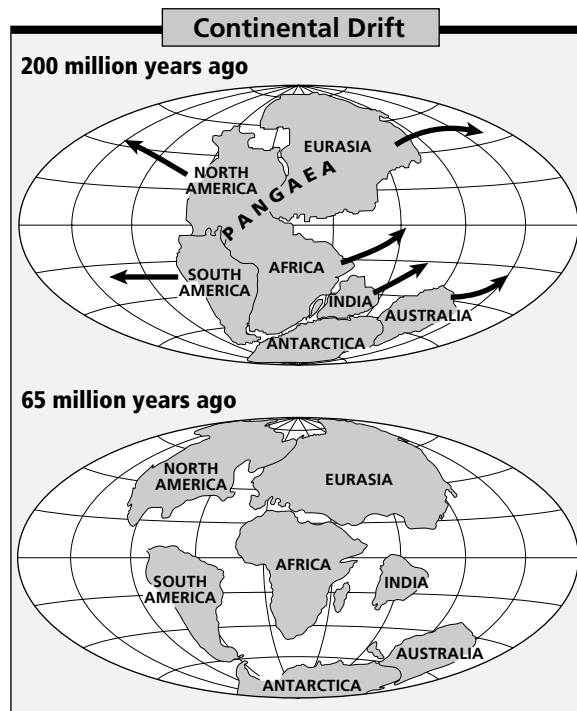 Continental Drift
200 million years ago
EURASIA
NORTH
AMERICA
PANGAEA
SOUTH
AMERICA
AFRICA
INDIA
AUSTRALIA
ANTARCTICA
65 million years ago
NORTH
AMERICA
EURASIA
AFRICA
SOUTH
AMERICA
INDIA
AUSTRALIA
ANTARCTICA